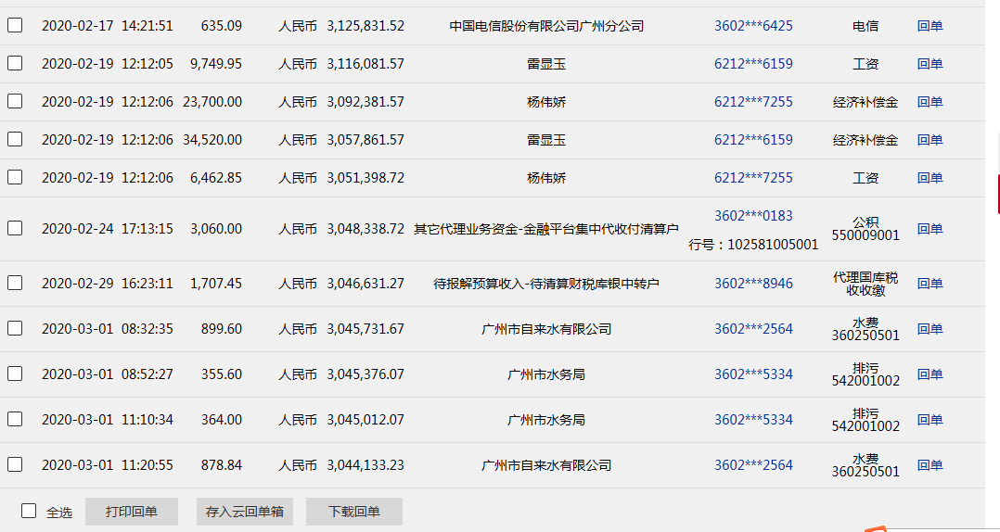 2020-02-17 14:21:51 635.09 人民币 3,125,831.52 中国电信股份有限公司广州分公司 3602***6425 电信 回单
2020-02-19 12:12:05 9,749.95 人民币 3,116,081.57 雷显玉 6212***6159 工资 回单
2020-02-19 12:12:06 23,700.00 人民币 3,092,381.57 杨伟娇 6212***7255 经济补偿金 回单
2020-02-19 12:12:06 34,520.00 人民币 3,057,861.57 雷显玉 6212***6159 经济补偿金 回单
2020-02-19 12:12:06 6,462.85 人民币 3,051,398.72 杨伟娇 6212***7255 工资 回单
2020-02-24 17:13:15 3,060.00 人民币 3,048,338.72 其它代理业务资金-金融平台集中代收付清算户 3602***0183 公积 回单
行号：102581005001 550009001
2020-02-29 16:23:11 1,707.45 人民币 3,046,631.27 待报解预算收入-待清算财税库银中转户 3602***8946 代理国库税 回单
收收缴
2020-03-01 08:32:35 899.60 人民币 3,045,731.67 广州市自来水有限公司 3602***2564 水费 回单
360250501
2020-03-01 08:52:27 355.60 人民币 3,045,376.07 广州市水务局 3602***5334 排污 回单
542001002
2020-03-01 11:10:34 364.00 人民币 3,045,012.07 广州市水务局 3602***5334 排污 回单
542001002
2020-03-01 11:20:55 878.84 人民币 3,044,133.23 广州市自来水有限公司 3602***2564 水费 回单
360250501
全选 打印回单 存入云回单箱 下载回单